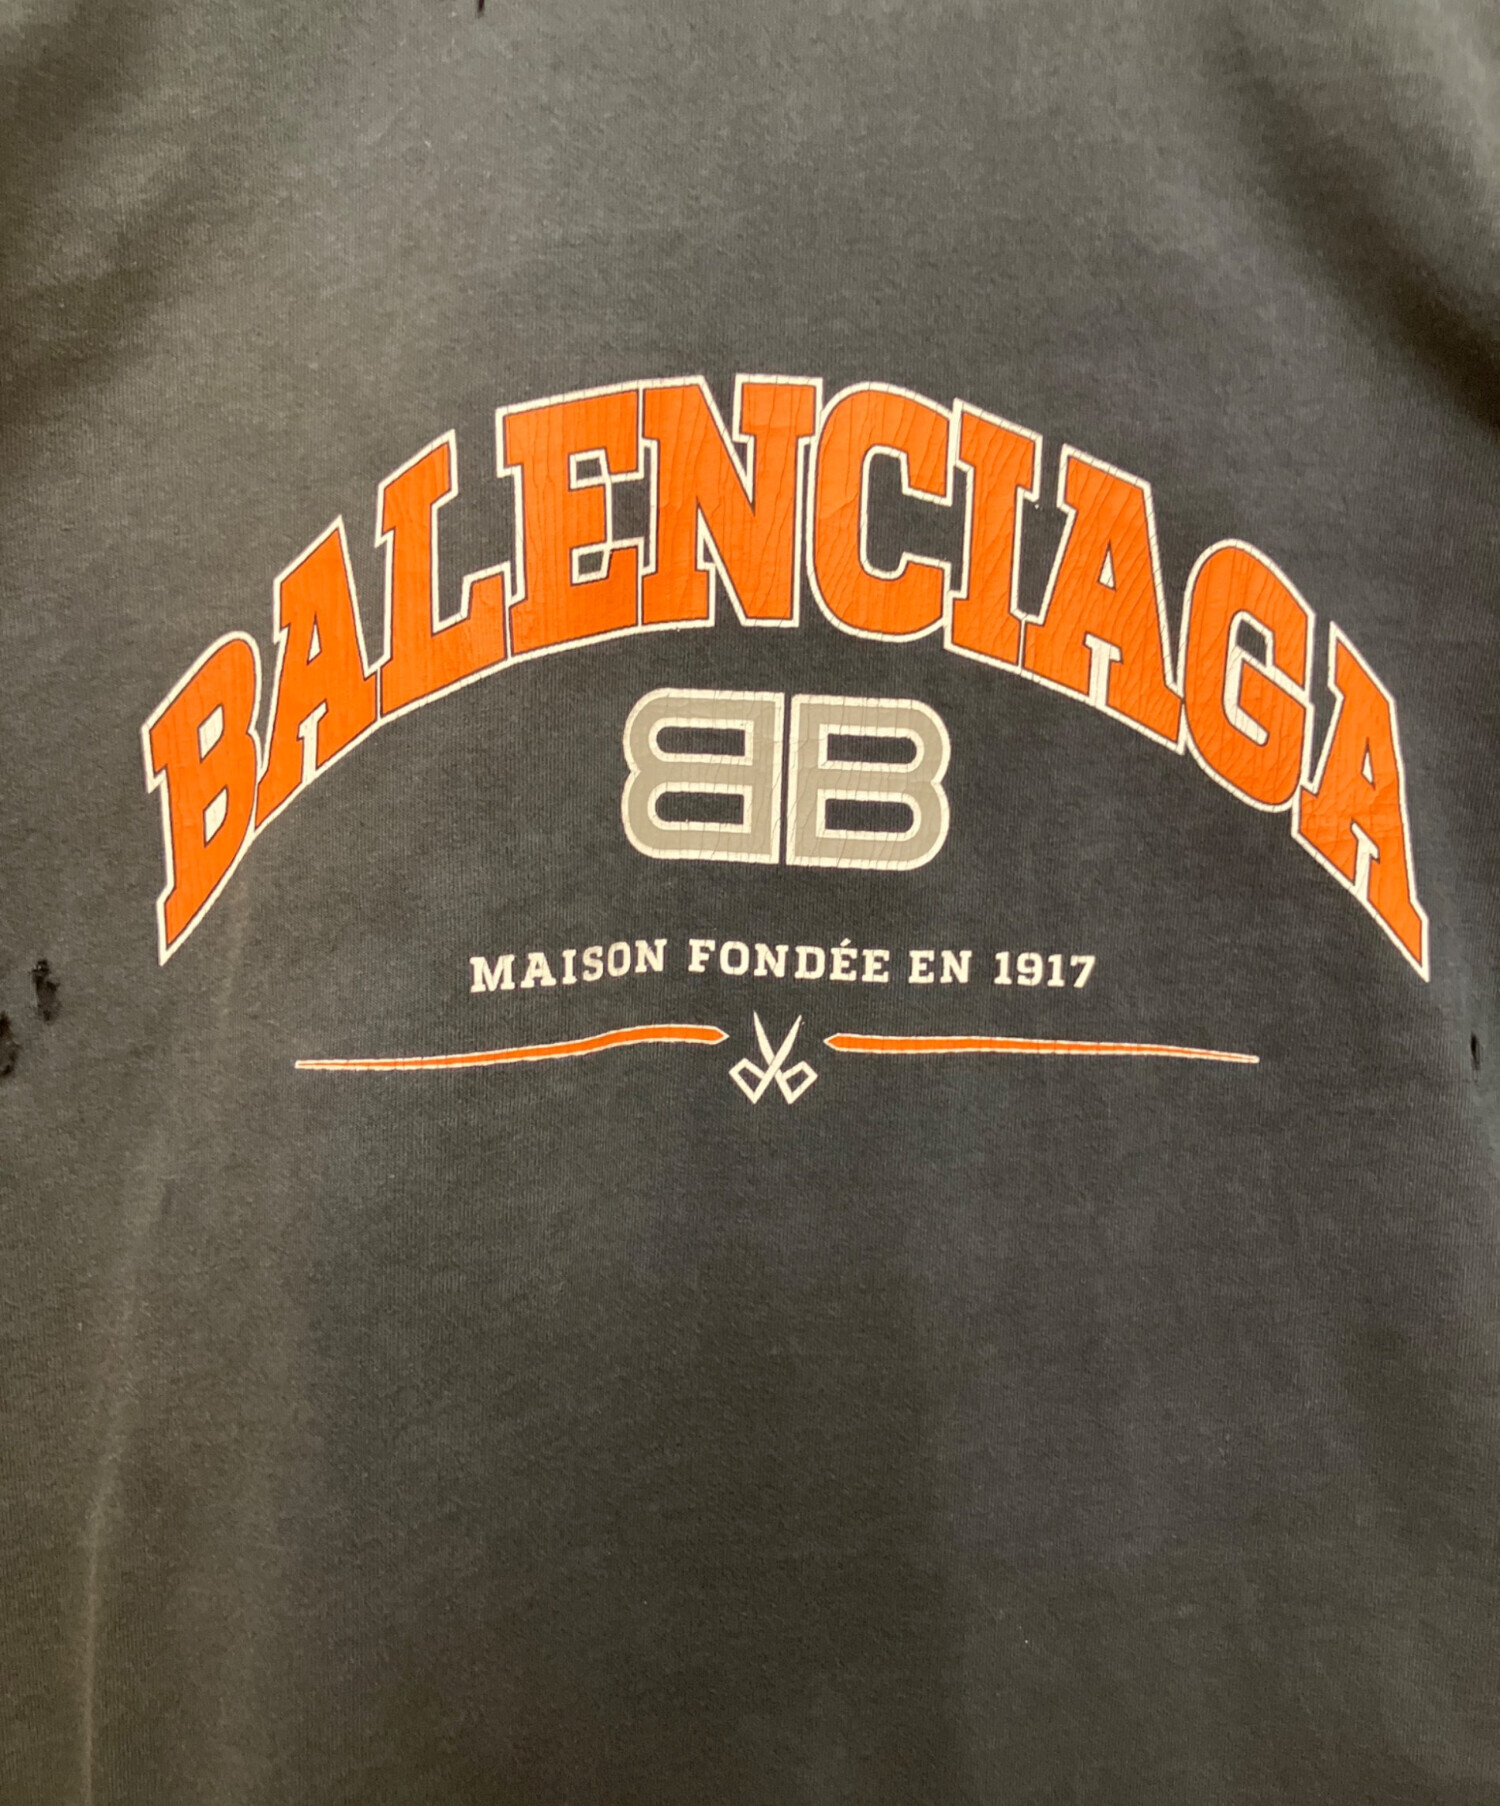 BALENCIAGA
BB
MAISON FONDÉE EN 1917